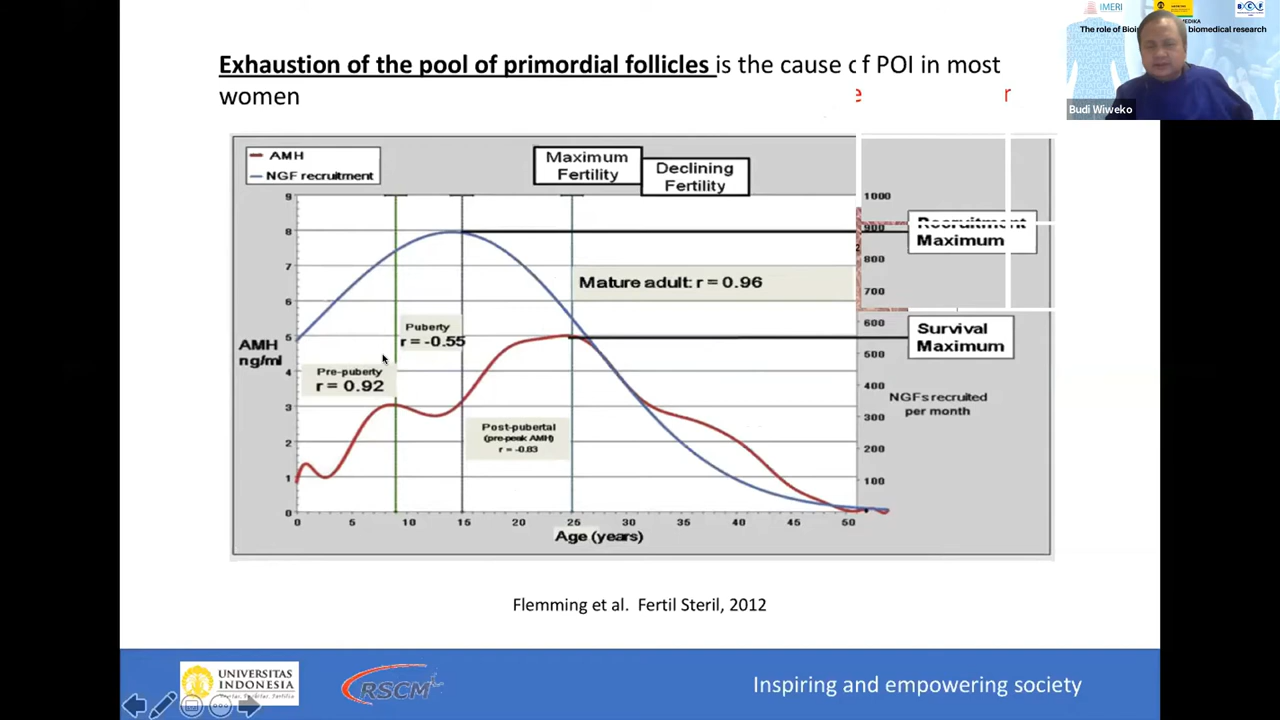 IMERI
MEDIKA
The role of Bioin biomedical research
Budi Wiweko
Exhaustion of the pool of primordial follicles is the cause of POI in most
women
e r
AMH
NGF recruitment
Maximum
Fertility
Declining
Fertility
9
8
7
6
5
4
3
2
1
0
AMH
ng/ml
1000
900
800
700
600
500
400
300
200
100
Recruitment
Maximum
Mature adult: r = 0.96
Survival
Maximum
Puberty
r = -0.55
Pre-puberty
r = 0.92
Post-pubertal
(pre-peak AMH)
r = -0.83
NGFs recruited
per month
0 5 10 15 20 25 30 35 40 45 50
Age (years)
Flemming et al. Fertil Steril, 2012
UNIVERSITAS
INDONESIA
RSCM
Inspiring and empowering society